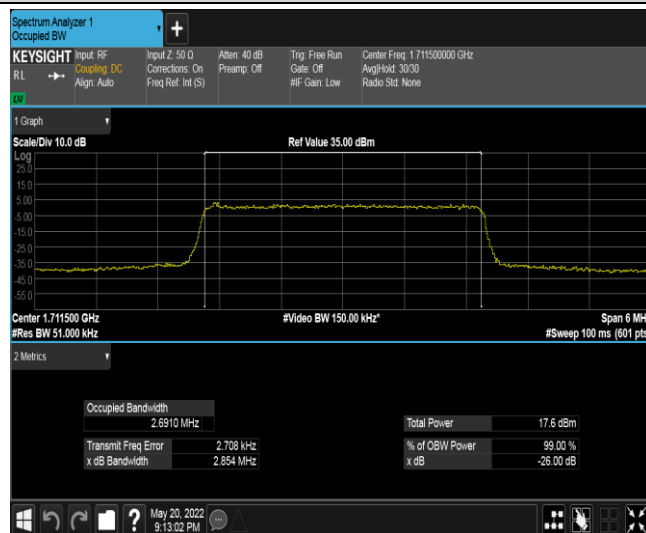 Spectrum Analyzer 1
Occupied BW
+
KEYSIGHT Input: RF Input Z: 50 Ω Atten: 40 dB Trig: Free Run Center Freq: 1.711500000 GHz
RL Coupling: DC Corrections: On Preamp: Off Gate: Off Avg|Hold: 30/30
Align: Auto Freq Ref: Int (S) #IF Gain: Low Radio Std: None
1 Graph
Scale/Div 10.0 dB Ref Value 35.00 dBm
Log
25.0
15.0
5.00
-5.00
-15.0
-25.0
-35.0
-45.0
-55.0
Center 1.711500 GHz #Video BW 150.00 kHz* Span 6 MH
#Res BW 51.000 kHz #Sweep 100 ms (601 pts
2 Metrics
Occupied Bandwidth
2.6910 MHz Total Power 17.6 dBm
Transmit Freq Error 2.708 kHz % of OBW Power 99.00 %
x dB Bandwidth 2.854 MHz x dB -26.00 dB
? May 20, 2022
9:13:02 PM